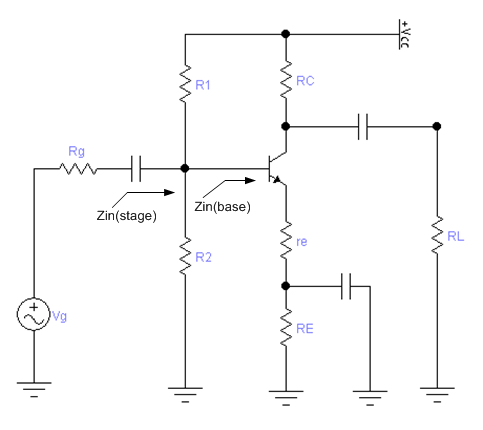 +Vcc
R1
RC
Rg
Zin(stage)
Zin(base)
R2
re
RL
+
Vg
RE